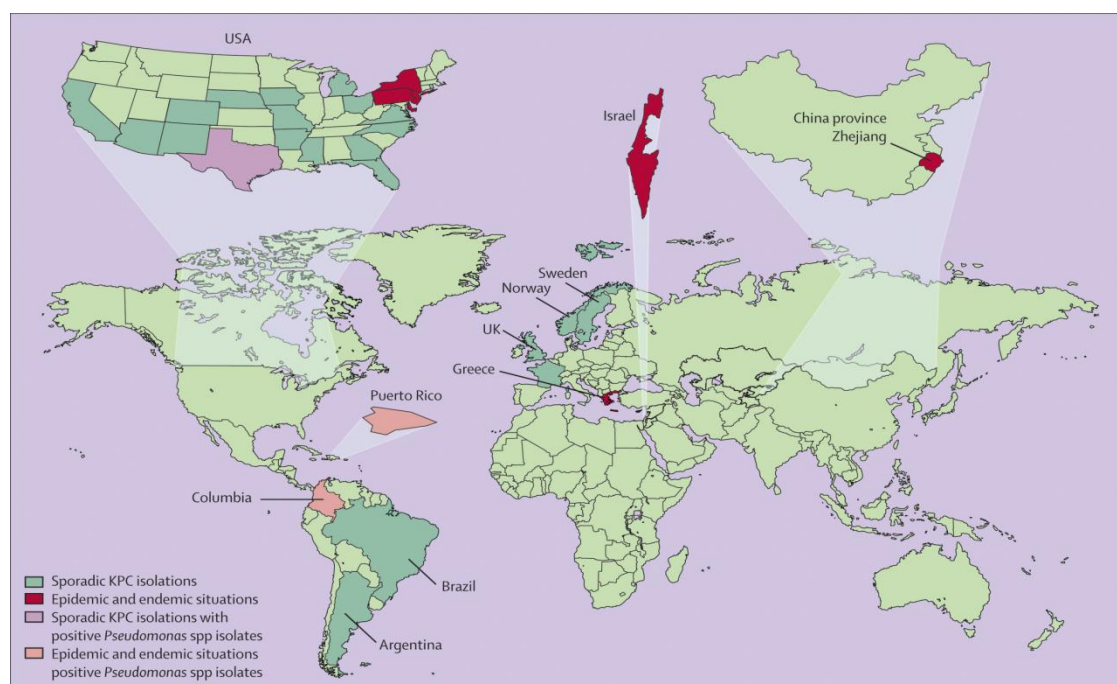 USA
Israel
China province
Zhejiang
Sweden
Norway
UK
Greece
Puerto Rico
Columbia
Brazil
Argentina
Sporadic KPC isolations
Epidemic and endemic situations
Sporadic KPC isolations with
positive Pseudomonas spp isolates
Epidemic and endemic situations
positive Pseudomonas spp isolates